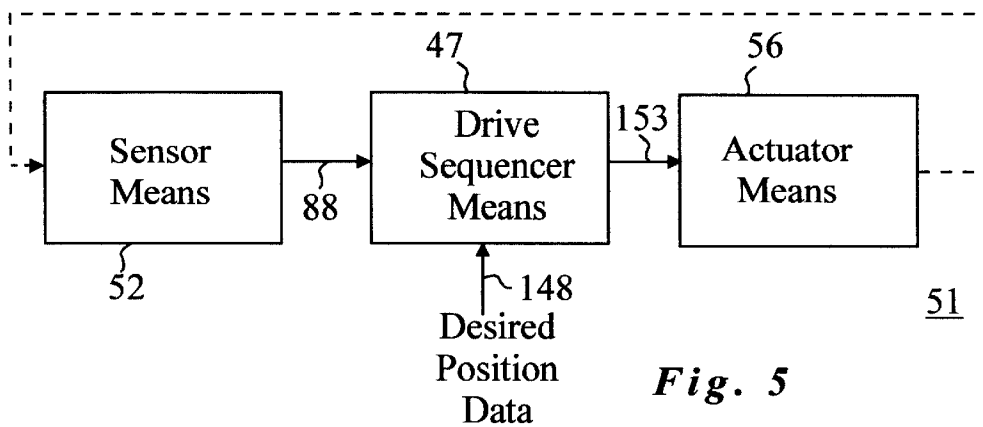 47
56
Sensor
Means
88
52
Drive
Sequencer
Means
153
Actuator
Means
148
Desired
Position
Data
51
Fig. 5